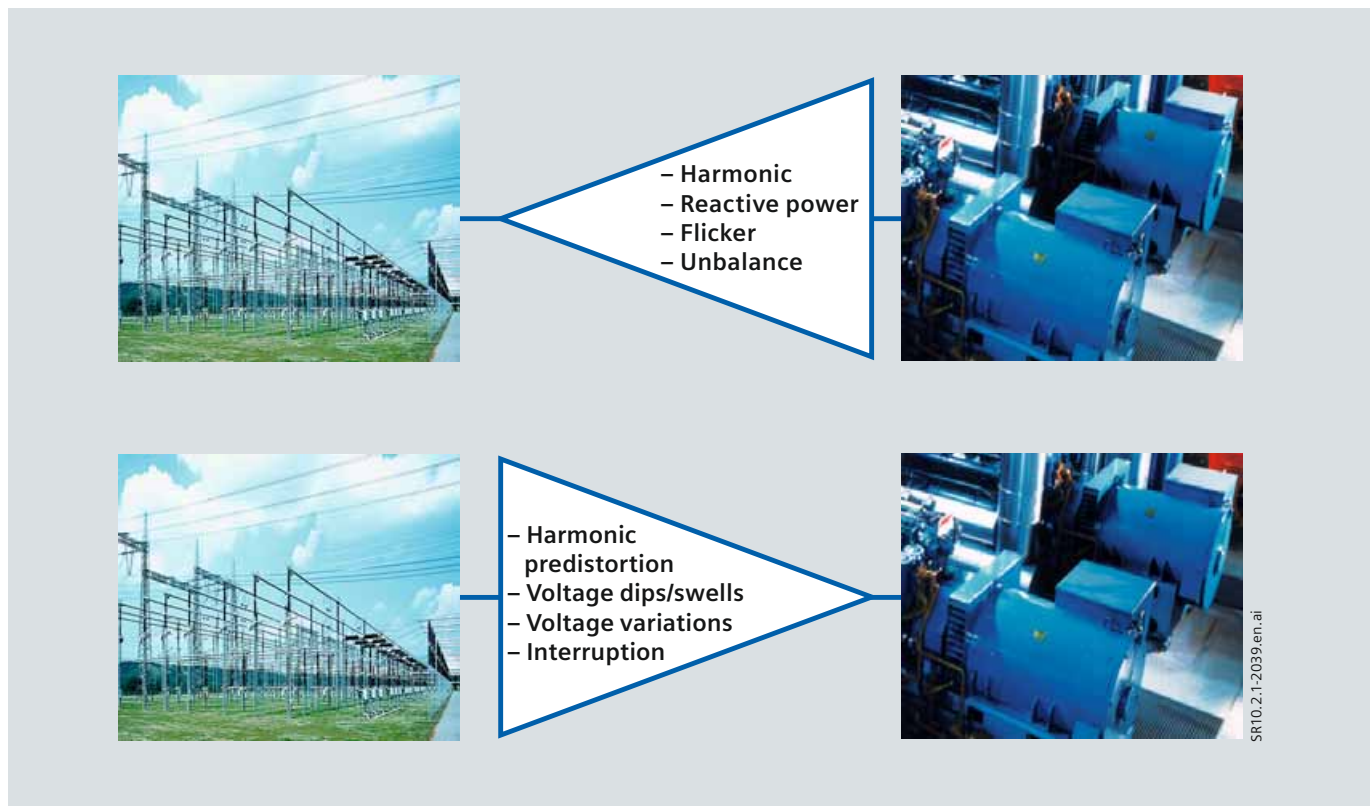 – Harmonic
– Reactive power
– Flicker
– Unbalance
– Harmonic
predistortion
– Voltage dips/swells
– Voltage variations
– Interruption
SR10.2.1-2039.en.ai